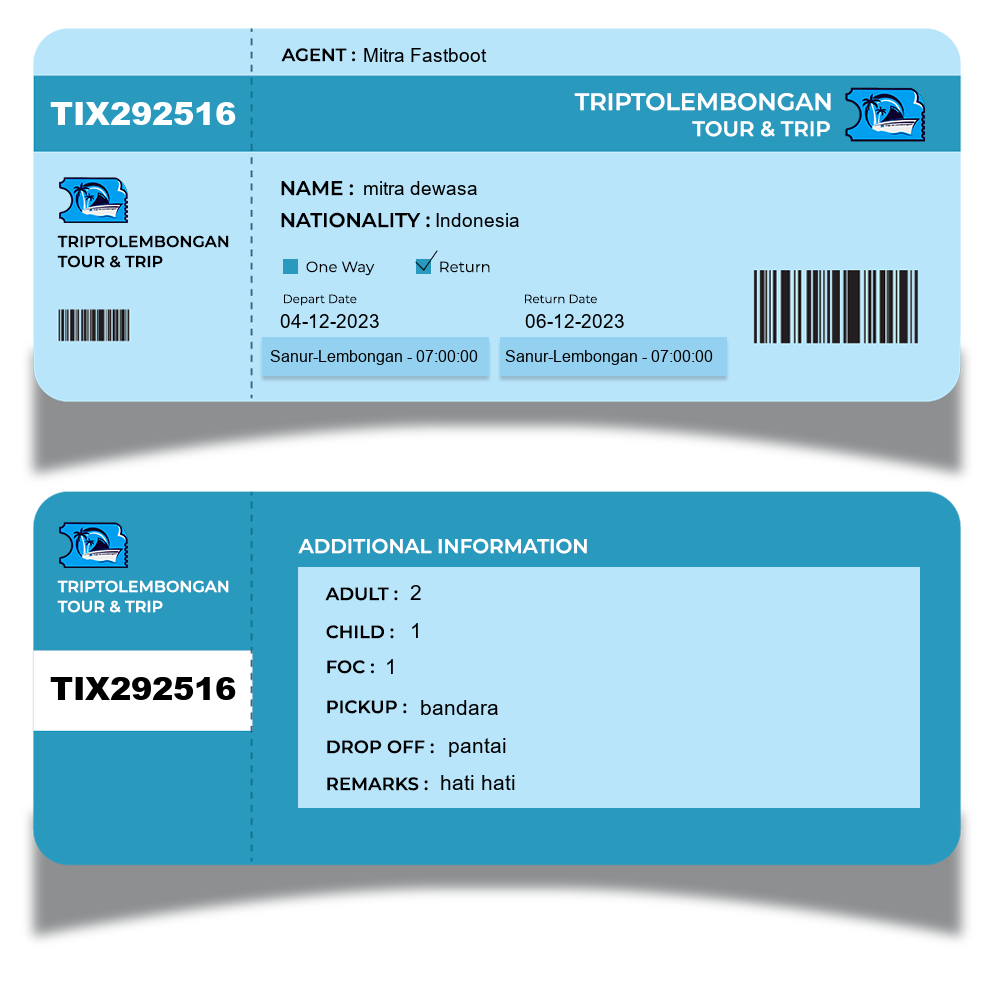 AGENT : Mitra Fastboot
TIX292516
TRIPTOLEMBONGAN
TOUR & TRIP
TRIPTOLEMBONGAN
TOUR & TRIP
NAME : mitra dewasa
NATIONALITY : Indonesia
One Way Return
Depart Date Return Date
04-12-2023 06-12-2023
Sanur-Lembongan - 07:00:00 Sanur-Lembongan - 07:00:00
TRIPTOLEMBONGAN
TOUR & TRIP
TIX292516
ADDITIONAL INFORMATION
ADULT : 2
CHILD : 1
FOC : 1
PICKUP : bandara
DROP OFF : pantai
REMARKS : hati hati